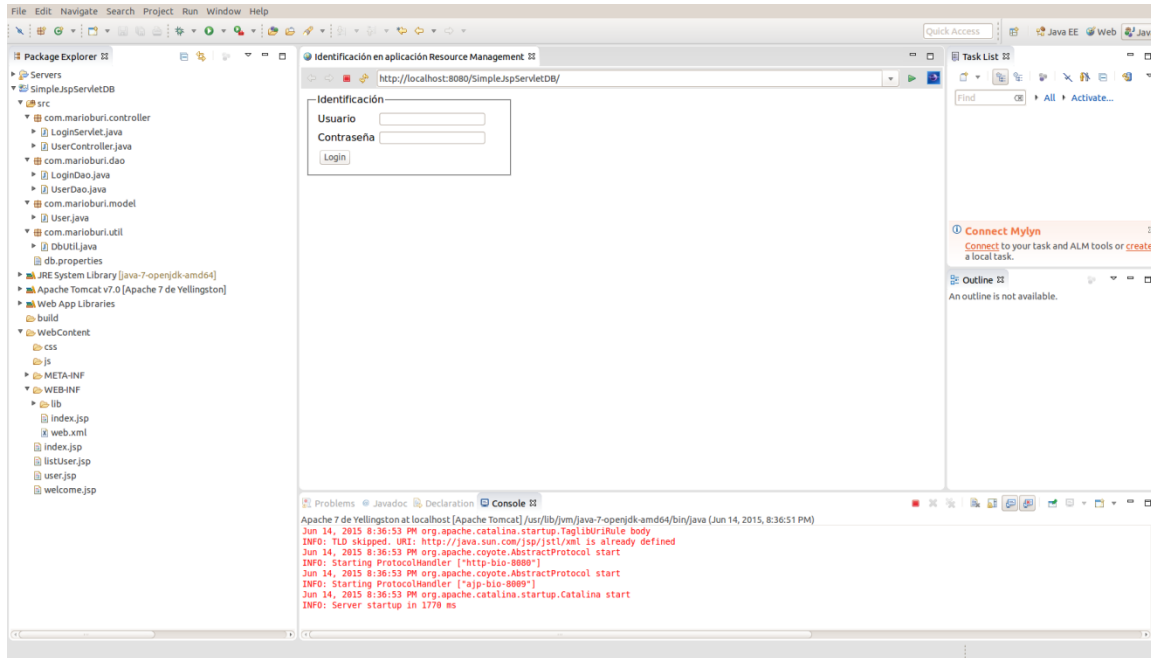 File Edit Navigate Search Project Run Window Help
Quick Access
Java EE
Web
Jav
Package Explorer
Servers
SimpleJspServletDB
src
com.marioburi.controller
LoginServlet.java
UserController.java
com.marioburi.dao
LoginDao.java
UserDao.java
com.marioburi.model
User.java
com.marioburi.util
DbUtil.java
db.properties
JRE System Library [java-7-openjdk-amd64]
Apache Tomcat v7.0 [Apache 7 de Yellingston]
Web App Libraries
build
WebContent
css
js
META-INF
WEB-INF
lib
index.jsp
web.xml
index.jsp
listUser.jsp
user.jsp
welcome.jsp
Identificación en aplicación Resource Management
http://localhost:8080/SimpleJspServletDB/
Identificación
Usuario
Contraseña
Login
Task List
Find All Activate...
Connect Mylyn
Connect to your task and ALM tools or create
a local task.
Outline
An outline is not available.
Problems Javadoc Declaration Console
Apache 7 de Yellingston at localhost [Apache Tomcat] /usr/lib/jvm/java-7-openjdk-amd64/bin/java (Jun 14, 2015, 8:36:51 PM)
Jun 14, 2015 8:36:53 PM org.apache.catalina.startup.TaglibUriRule body
INFO: TLD skipped. URI: http://java.sun.com/jsp/jstl/xml is already defined
Jun 14, 2015 8:36:53 PM org.apache.coyote.AbstractProtocol start
INFO: Starting ProtocolHandler ["http-bio-8080"]
Jun 14, 2015 8:36:53 PM org.apache.coyote.AbstractProtocol start
INFO: Starting ProtocolHandler ["ajp-bio-8009"]
Jun 14, 2015 8:36:53 PM org.apache.catalina.startup.Catalina start
INFO: Server startup in 1770 ms